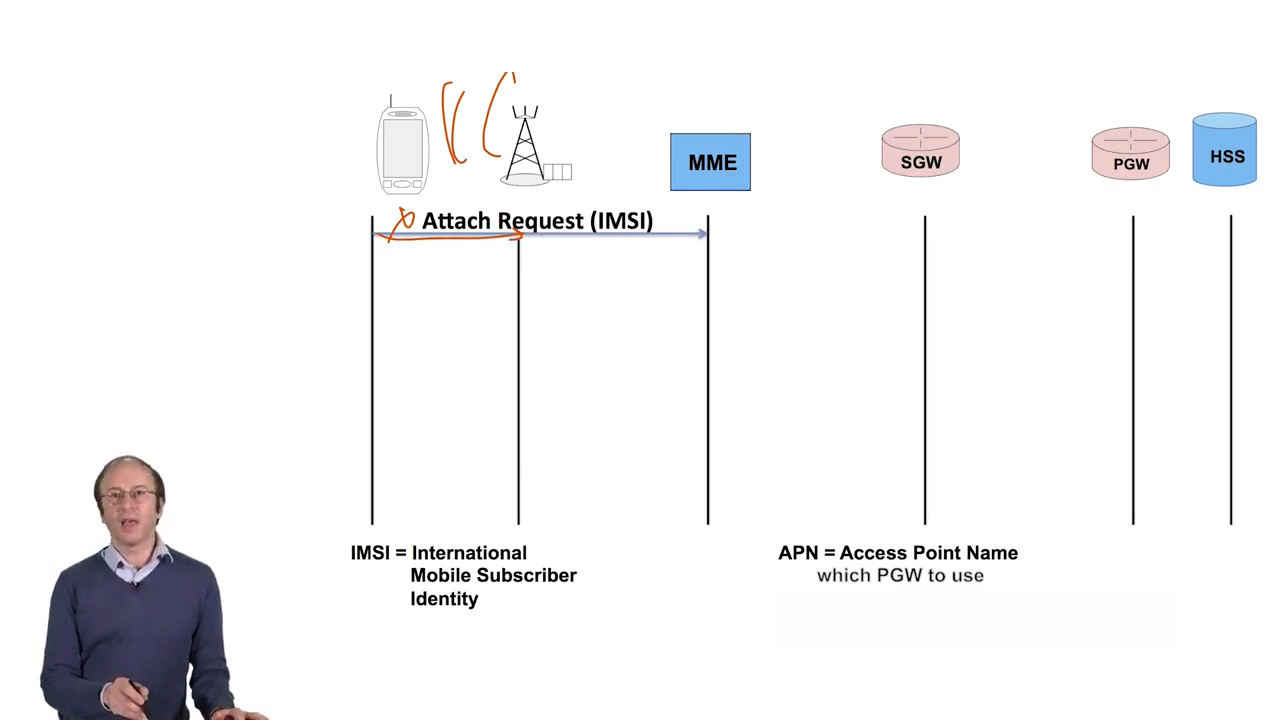 MME
SGW
PGW
HSS
Attach Request (IMSI)
IMSI = International
Mobile Subscriber
Identity
APN = Access Point Name
which PGW to use